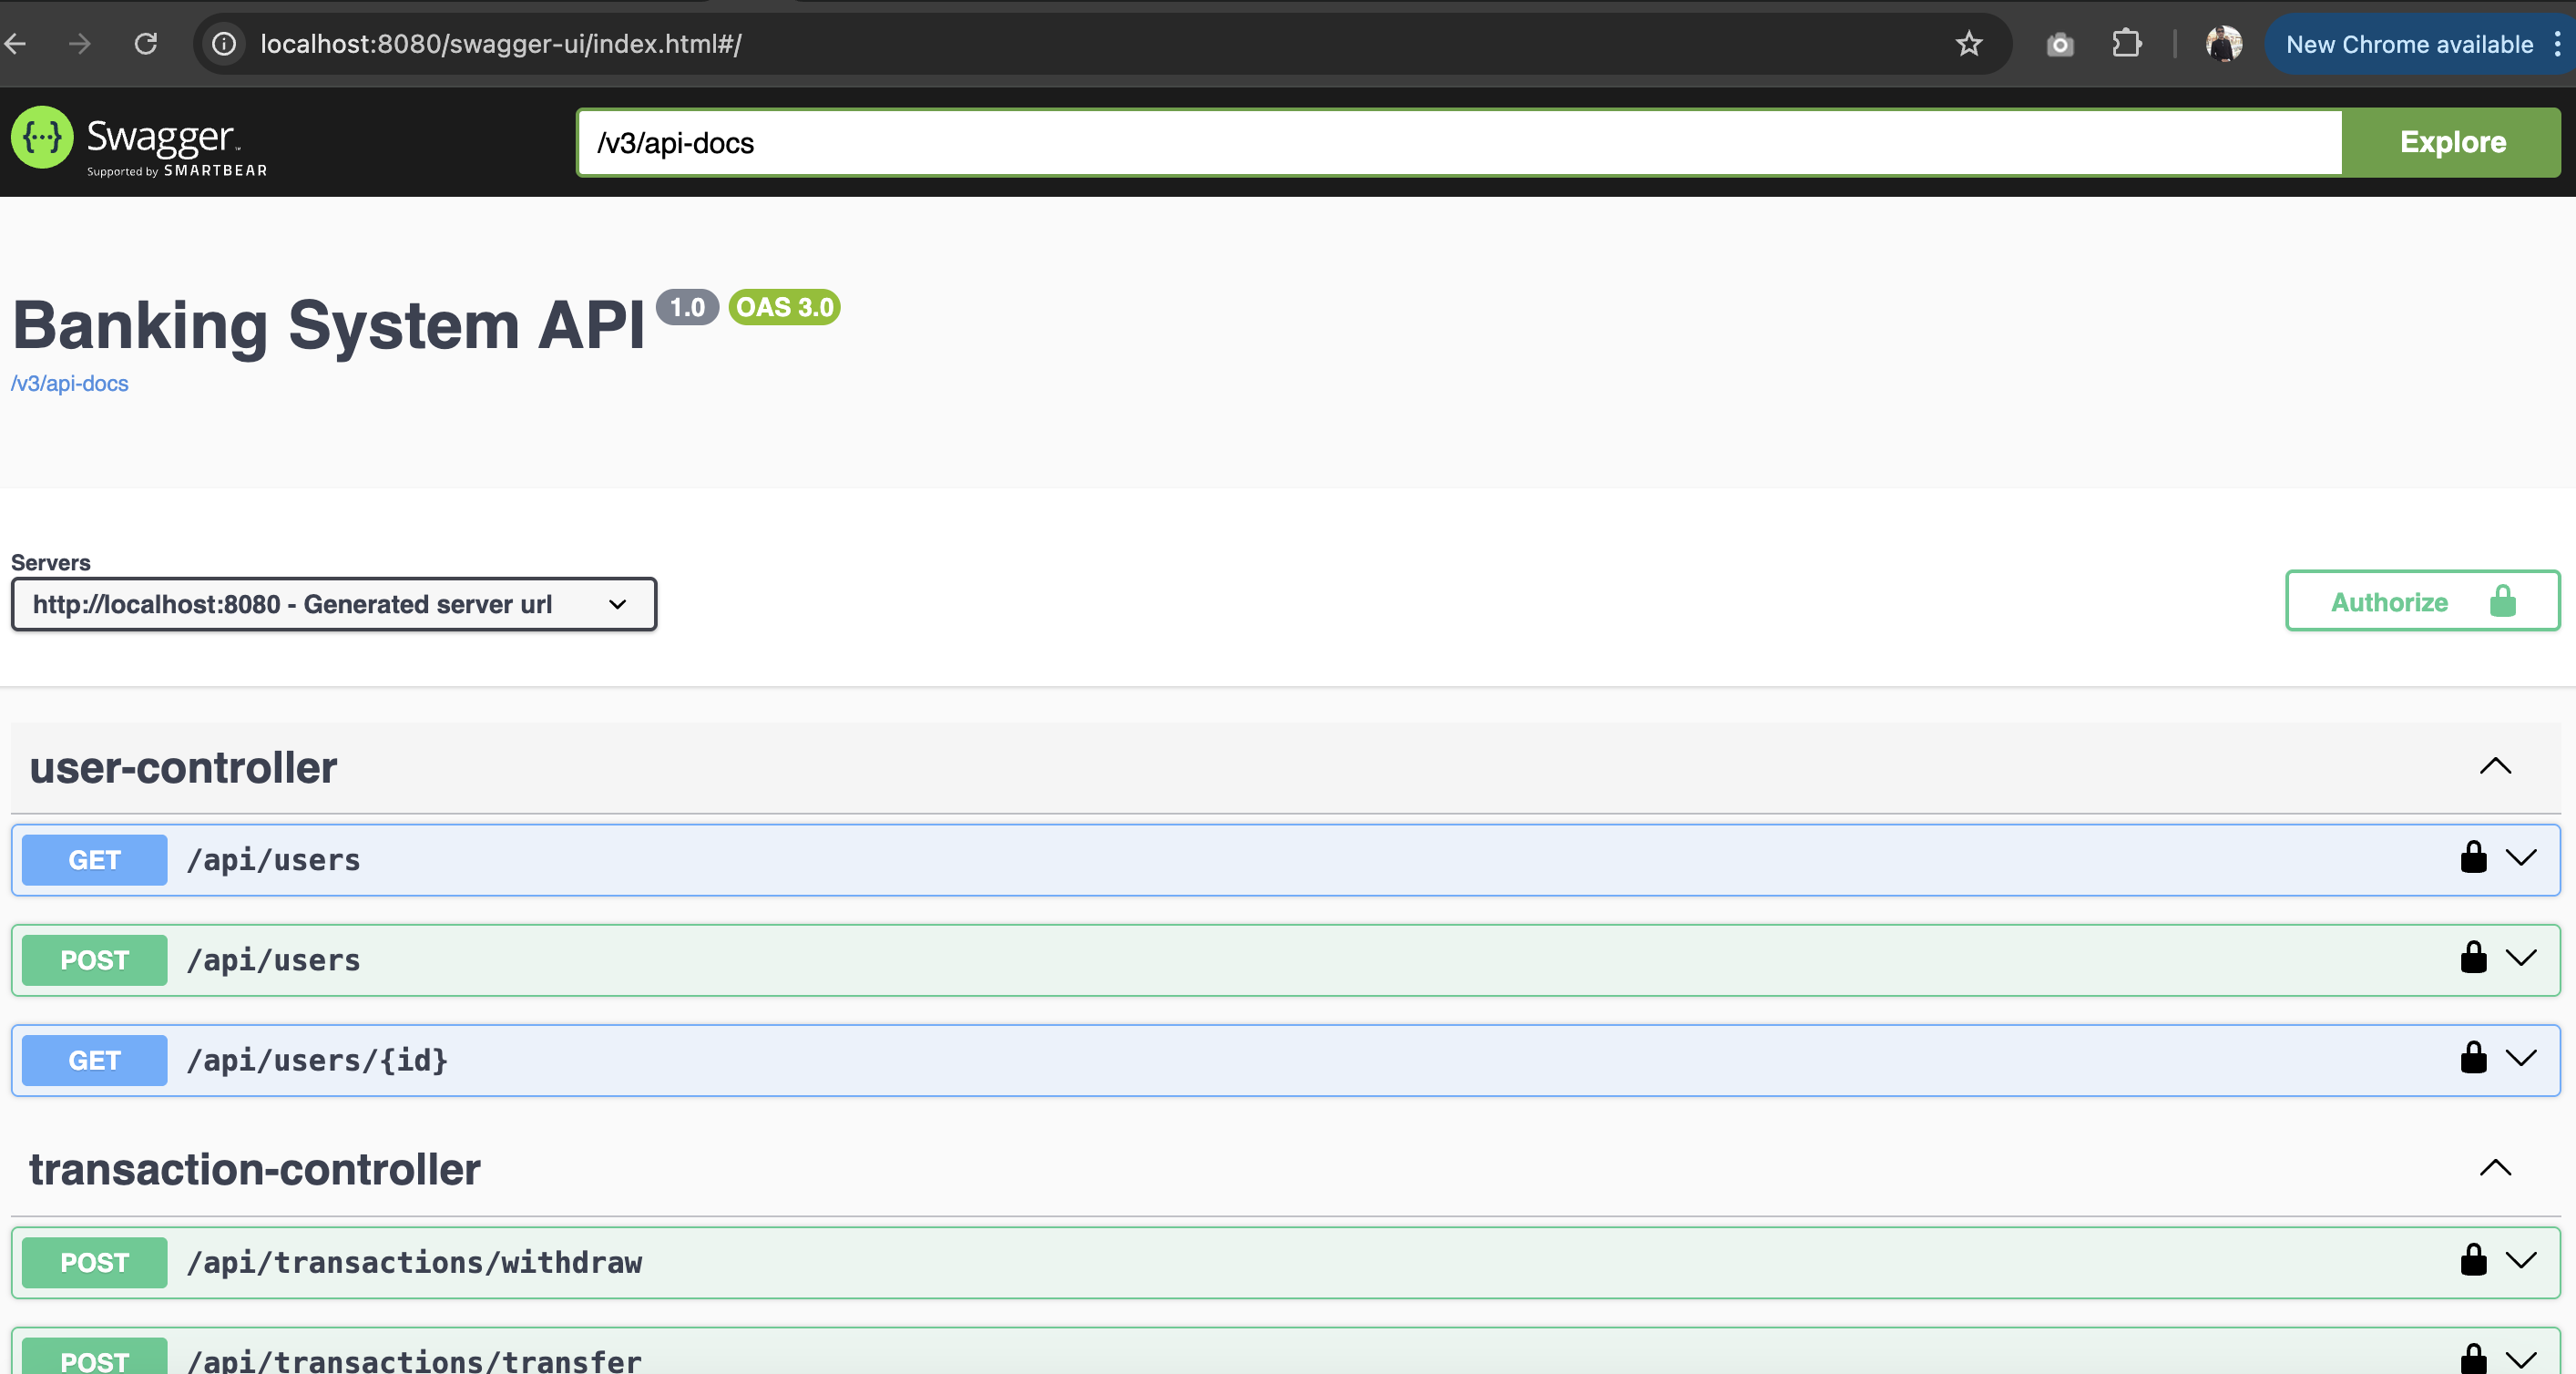 localhost:8080/swagger-ui/index.html#/
New Chrome available
{···} Swagger™
Supported by SMARTBEAR
/v3/api-docs
Explore
Banking System API 1.0 OAS 3.0
/v3/api-docs
Servers
http://localhost:8080 - Generated server url
Authorize
user-controller
GET /api/users
POST /api/users
GET /api/users/{id}
transaction-controller
POST /api/transactions/withdraw
POST /api/transactions/transfer